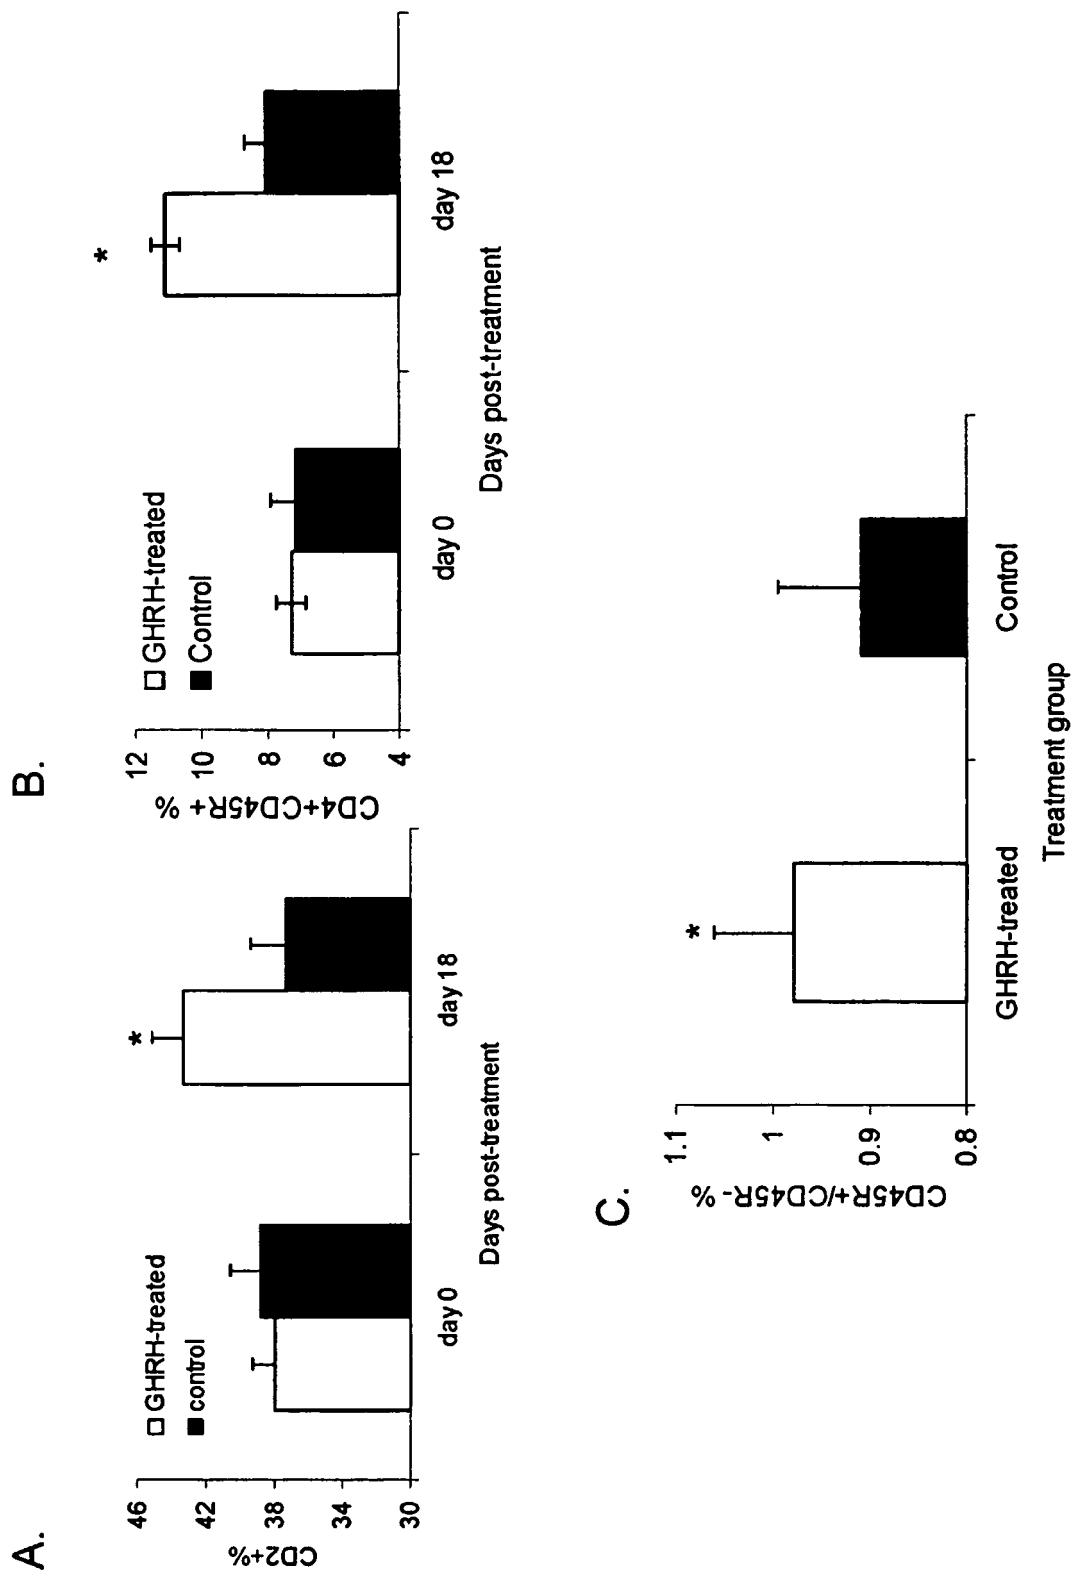 A.
CD2+%
46
42
38
34
30
GHRH-treated
control
*
day 0
day 18
Days post-treatment
B.
CD4+CD45R+ %
12
10
8
6
4
GHRH-treated
Control
*
day 0
day 18
Days post-treatment
C.
CD45R+/CD45R- %
1.1
1
0.9
0.8
*
GHRH-treated
Control
Treatment group